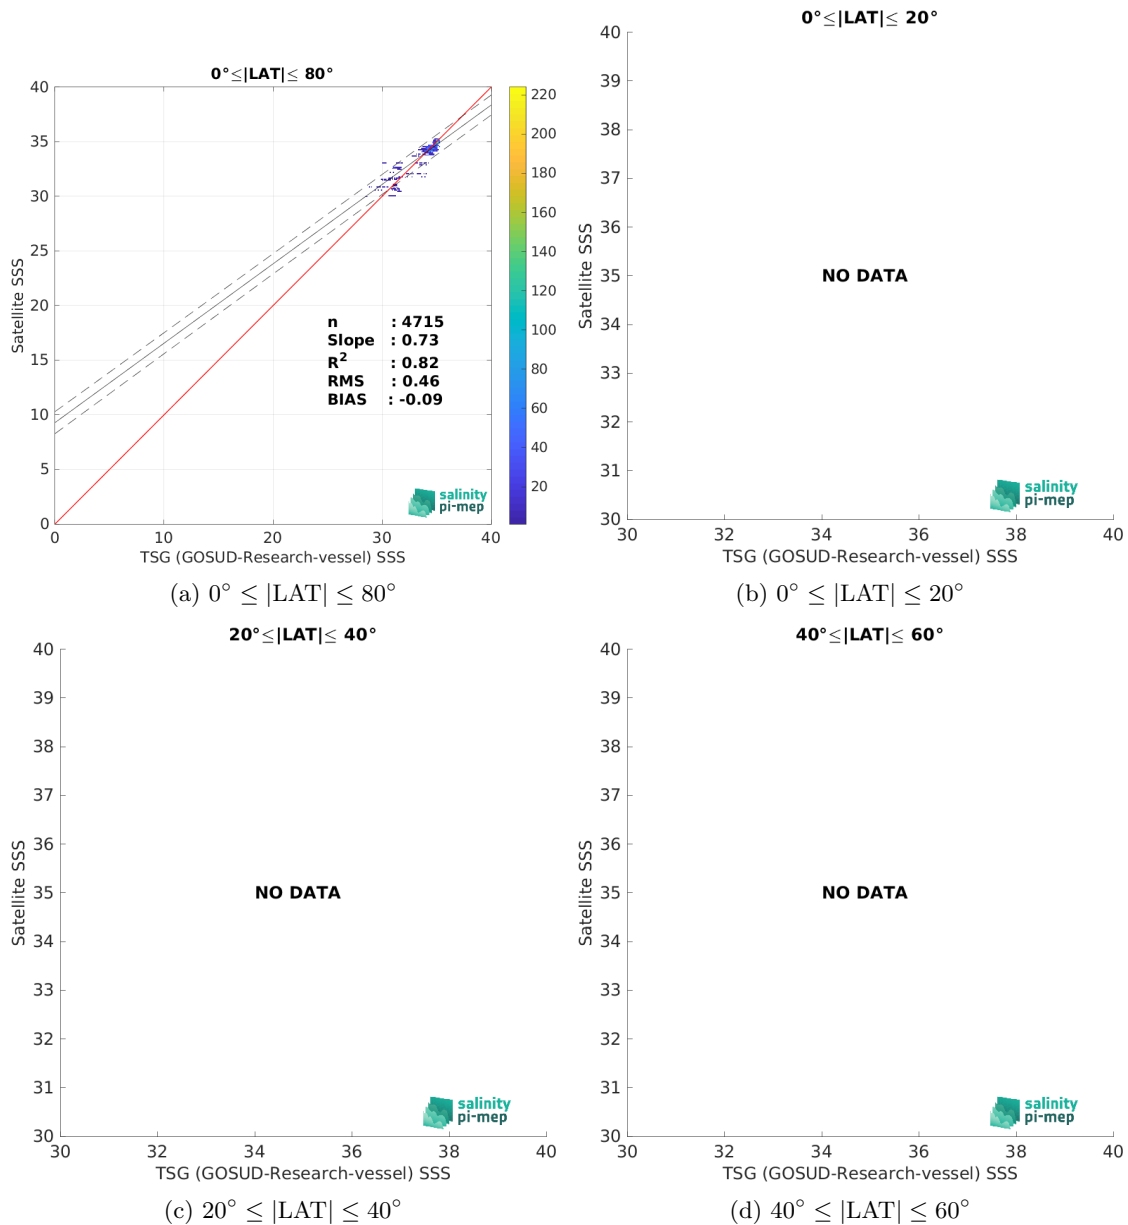 0°≤|LAT|≤ 80°
40
35
30
25
20
15
10
5
0
Satellite SSS
n : 4715
Slope : 0.73
R² : 0.82
RMS : 0.46
BIAS : -0.09
salinity
pi-mep
0 10 20 30 40
TSG (GOSUD-Research-vessel) SSS
220
200
180
160
140
120
100
80
60
40
20
(a) 0° ≤ |LAT| ≤ 80°
0°≤|LAT|≤ 20°
40
39
38
37
36
35
34
33
32
31
30
Satellite SSS
NO DATA
salinity
pi-mep
30 32 34 36 38 40
TSG (GOSUD-Research-vessel) SSS
(b) 0° ≤ |LAT| ≤ 20°
20°≤|LAT|≤ 40°
40
39
38
37
36
35
34
33
32
31
30
Satellite SSS
NO DATA
salinity
pi-mep
30 32 34 36 38 40
TSG (GOSUD-Research-vessel) SSS
(c) 20° ≤ |LAT| ≤ 40°
40°≤|LAT|≤ 60°
40
39
38
37
36
35
34
33
32
31
30
Satellite SSS
NO DATA
salinity
pi-mep
30 32 34 36 38 40
TSG (GOSUD-Research-vessel) SSS
(d) 40° ≤ |LAT| ≤ 60°